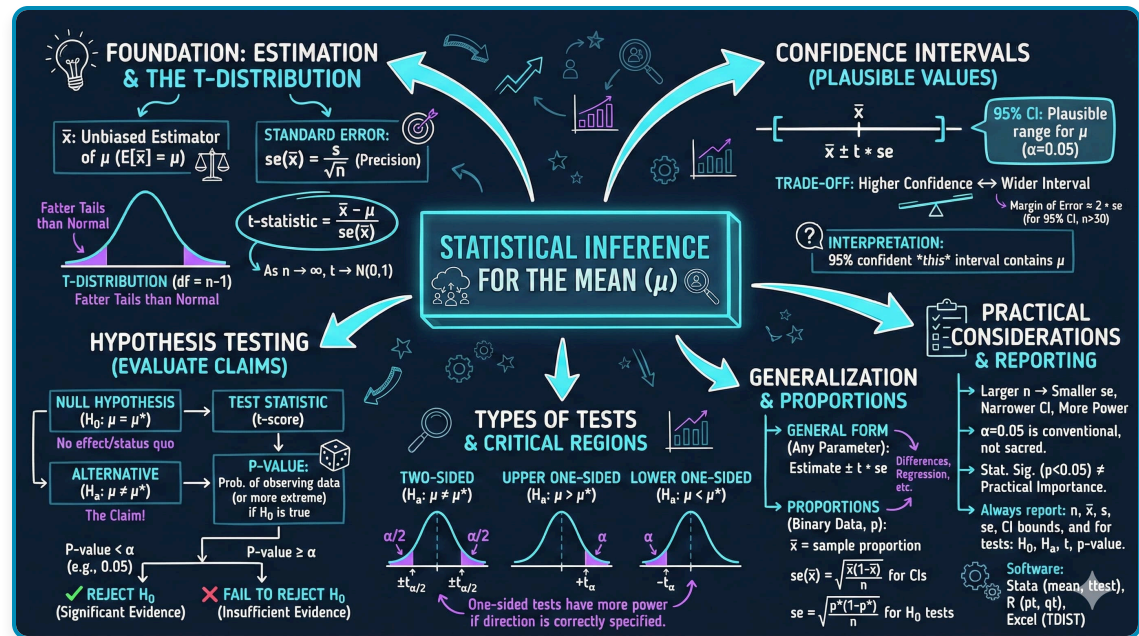 FOUNDATION: ESTIMATION
& THE T-DISTRIBUTION
x̄: Unbiased Estimator
of μ (E[x̄] = μ)
STANDARD ERROR:
se(x̄) = s/√n (Precision)
Fatter Tails
than Normal
t-statistic = (x̄ − μ)/se(x̄)
As n → ∞, t → N(0,1)
T-DISTRIBUTION (df = n-1)
Fatter Tails than Normal
CONFIDENCE INTERVALS
(PLAUSIBLE VALUES)
x̄
x̄ ± t * se
95% CI: Plausible
range for μ
(α=0.05)
TRADE-OFF: Higher Confidence ↔ Wider Interval
Margin of Error ≈ 2 * se
(for 95% CI, n>30)
?
INTERPRETATION:
95% confident *this* interval contains μ
STATISTICAL INFERENCE
FOR THE MEAN (μ)
HYPOTHESIS TESTING
(EVALUATE CLAIMS)
NULL HYPOTHESIS
(H₀: μ = μ*)
No effect/status quo
ALTERNATIVE
(Hₐ: μ ≠ μ*)
The Claim!
TEST STATISTIC
(t-score)
P-VALUE:
Prob. of observing data
(or more extreme)
if H₀ is true
P-value < α
(e.g., 0.05)
P-value ≥ α
REJECT H₀
(Significant Evidence)
FAIL TO REJECT H₀
(Insufficient Evidence)
TYPES OF TESTS
& CRITICAL REGIONS
TWO-SIDED
(Hₐ: μ ≠ μ*)
α/2
α/2
±t_α/2
±t_α/2
UPPER ONE-SIDED
(Hₐ: μ > μ*)
α
+t_α
LOWER ONE-SIDED
(Hₐ: μ < μ*)
α
-t_α
One-sided tests have more power
if direction is correctly specified.
GENERALIZATION
& PROPORTIONS
GENERAL FORM
(Any Parameter):
Estimate ± t * se
Differences,
Regression,
etc.
PROPORTIONS
(Binary Data, p):
x̄ = sample proportion
se(x̄) = √(x̄(1-x̄)/n) for CIs
se = √(p*(1-p*)/n) for H₀ tests
PRACTICAL
CONSIDERATIONS
& REPORTING
Larger n → Smaller se,
Narrower CI, More Power
α=0.05 is conventional,
not sacred.
Stat. Sig. (p<0.05) ≠
Practical Importance.
Always report: n, x̄, s,
se, CI bounds, and for
tests: H₀, Hₐ, t, p-value.
Software:
Stata (mean, ttest),
R (pt, qt),
Excel (TDIST)